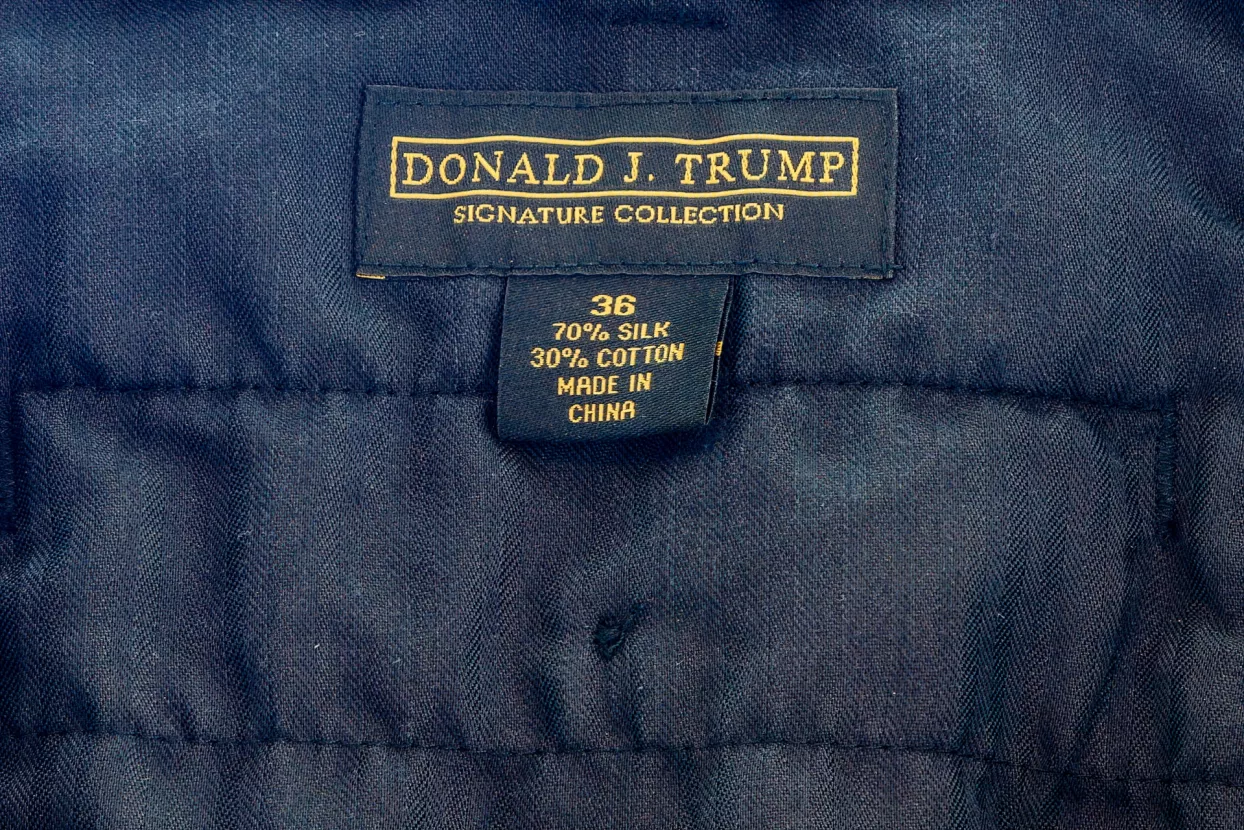 DONALD J. TRUMP
SIGNATURE COLLECTION
36
70% SILK
30% COTTON
MADE IN
CHINA